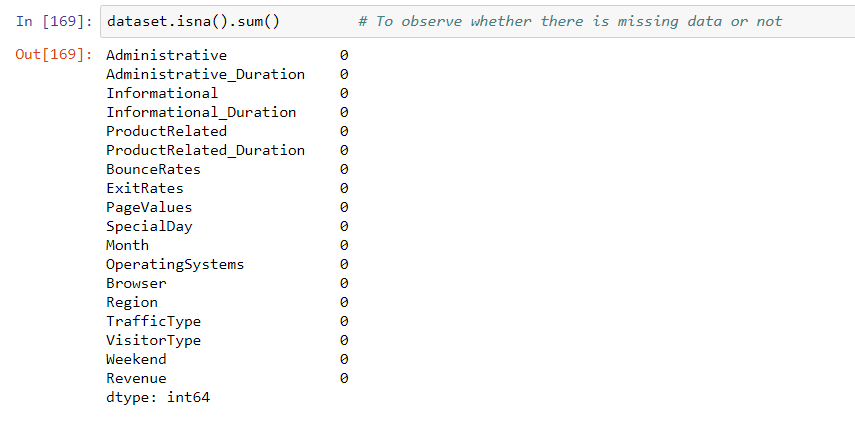 In [169]: dataset.isna().sum() # To observe whether there is missing data or not
Out[169]: Administrative 0
Administrative_Duration 0
Informational 0
Informational_Duration 0
ProductRelated 0
ProductRelated_Duration 0
BounceRates 0
ExitRates 0
PageValues 0
SpecialDay 0
Month 0
OperatingSystems 0
Browser 0
Region 0
TrafficType 0
VisitorType 0
Weekend 0
Revenue 0
dtype: int64